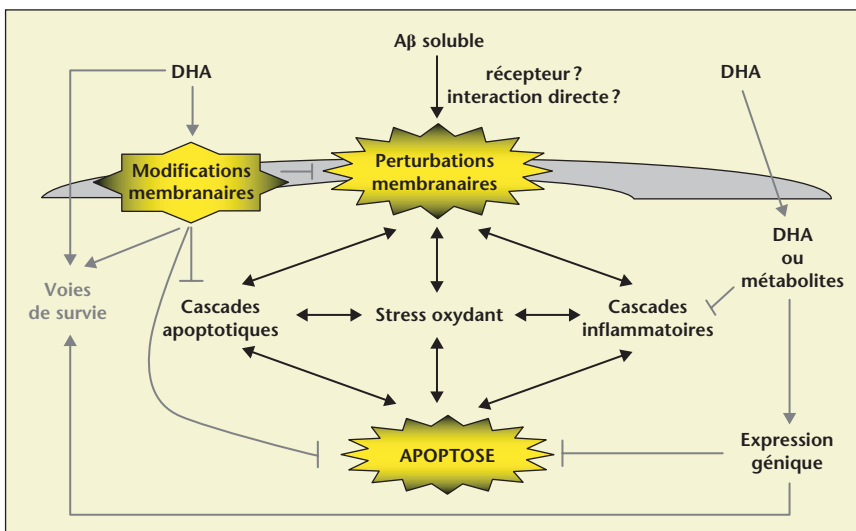 Aβ soluble
DHA
récepteur ?
interaction directe ?
DHA
Modifications
membranaires
Perturbations
membranaires
DHA
ou
métabolites
Voies
de survie
Cascades
apoptotiques
Stress oxydant
Cascades
inflammatoires
APOPTOSE
Expression
génique